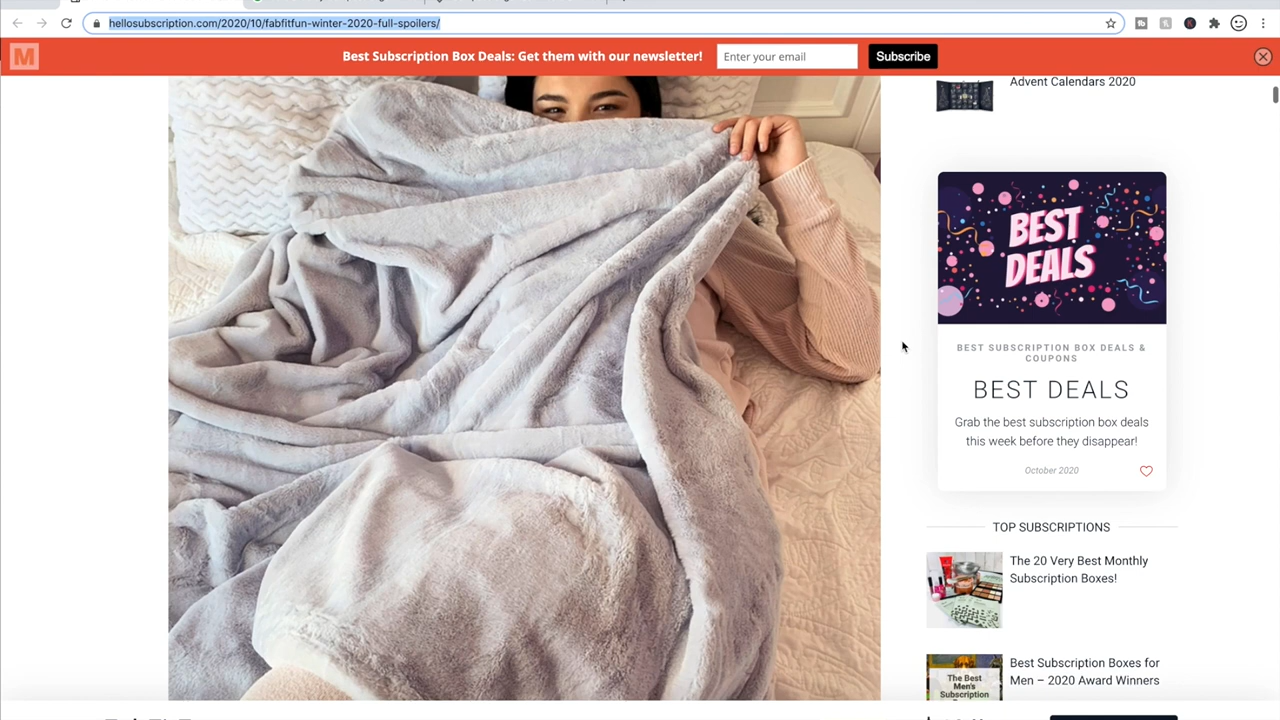 hellosubscription.com/2020/10/fabfitfun-winter-2020-full-spoilers/
M
Best Subscription Box Deals: Get them with our newsletter!
Enter your email
Subscribe
Advent Calendars 2020
BEST
DEALS
BEST SUBSCRIPTION BOX DEALS &
COUPONS
BEST DEALS
Grab the best subscription box deals
this week before they disappear!
October 2020
TOP SUBSCRIPTIONS
The 20 Very Best Monthly
Subscription Boxes!
The Best
Men's
Subscription
Best Subscription Boxes for
Men – 2020 Award Winners